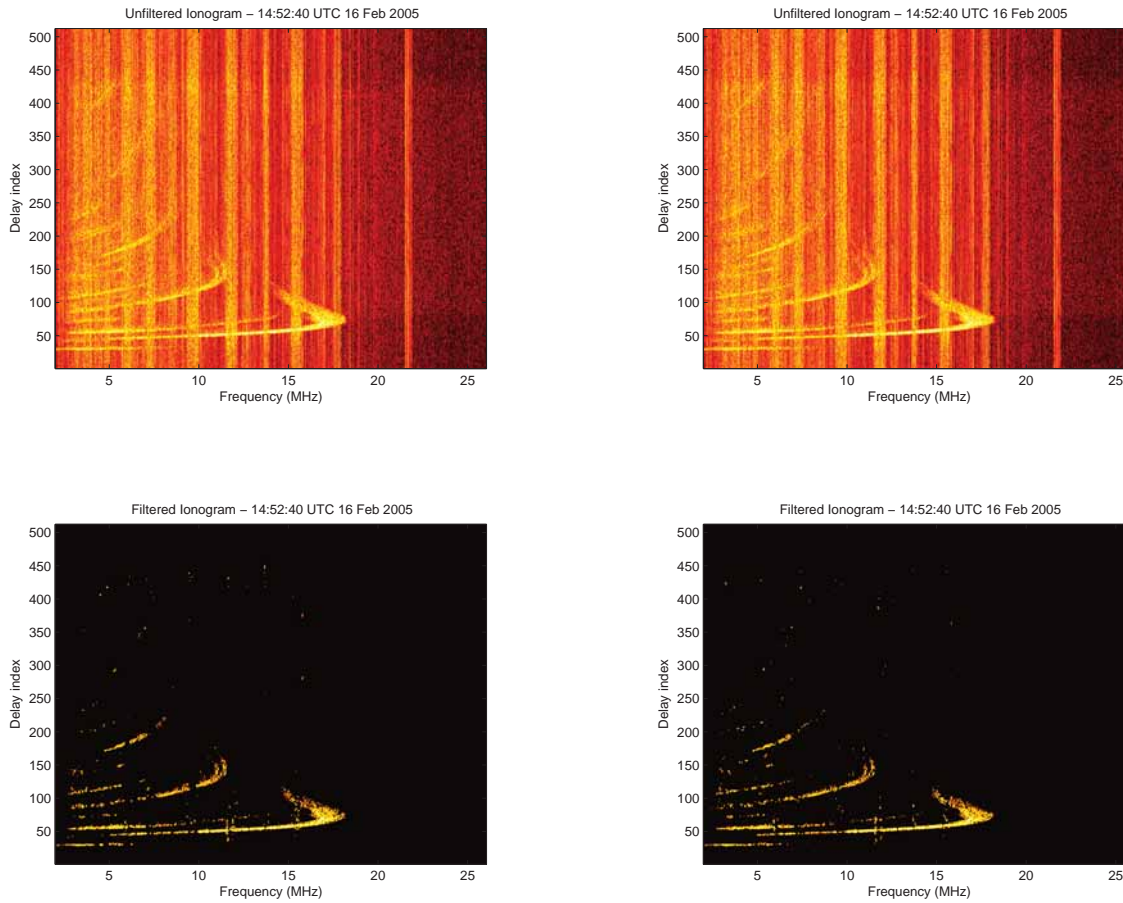 Unfiltered Ionogram – 14:52:40 UTC 16 Feb 2005
500
450
400
350
300
250
200
150
100
50
Delay index
5 10 15 20 25
Frequency (MHz)
Unfiltered Ionogram – 14:52:40 UTC 16 Feb 2005
500
450
400
350
300
250
200
150
100
50
Delay index
5 10 15 20 25
Frequency (MHz)
Filtered Ionogram – 14:52:40 UTC 16 Feb 2005
500
450
400
350
300
250
200
150
100
50
Delay index
5 10 15 20 25
Frequency (MHz)
Filtered Ionogram – 14:52:40 UTC 16 Feb 2005
500
450
400
350
300
250
200
150
100
50
Delay index
5 10 15 20 25
Frequency (MHz)